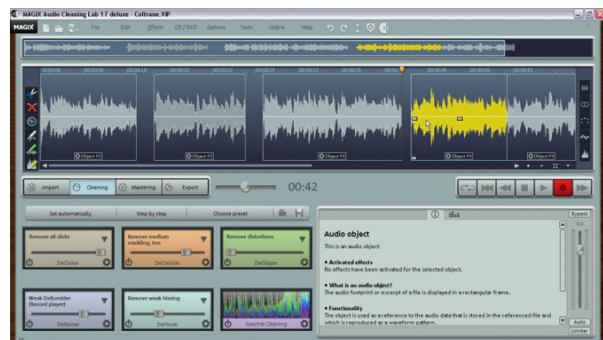 MAGIX Audio Cleaning Lab 17 deluxe - Coltrane.VIP
MAGIX File Edit Effects CD / DVD Options Tasks Online Help
Object FX Object FX Object FX Object FX Object FX
Import Cleaning Mastering Export 00:42
Set automatically Step by step Choose preset
Remove all clicks
DeClicker
Remove medium crackling, too
DeCrackler
Remove distortions
DeClipper
Weak DeRumbler (Record player)
DeNoiser
Remove weak hissing
DeHisser
Spectral Cleaning
Bypass
Audio object
This is an audio object.
• Activated effects
No effects have been activated for the selected object.
• What is an audio object?
The audio footprint or excerpt of a file is displayed in a rectangular frame.
• Functionality
The object is used as a reference to the audio data that is stored in the referenced file and
which is reproduced as a waveform pattern.
Auto
Limiter